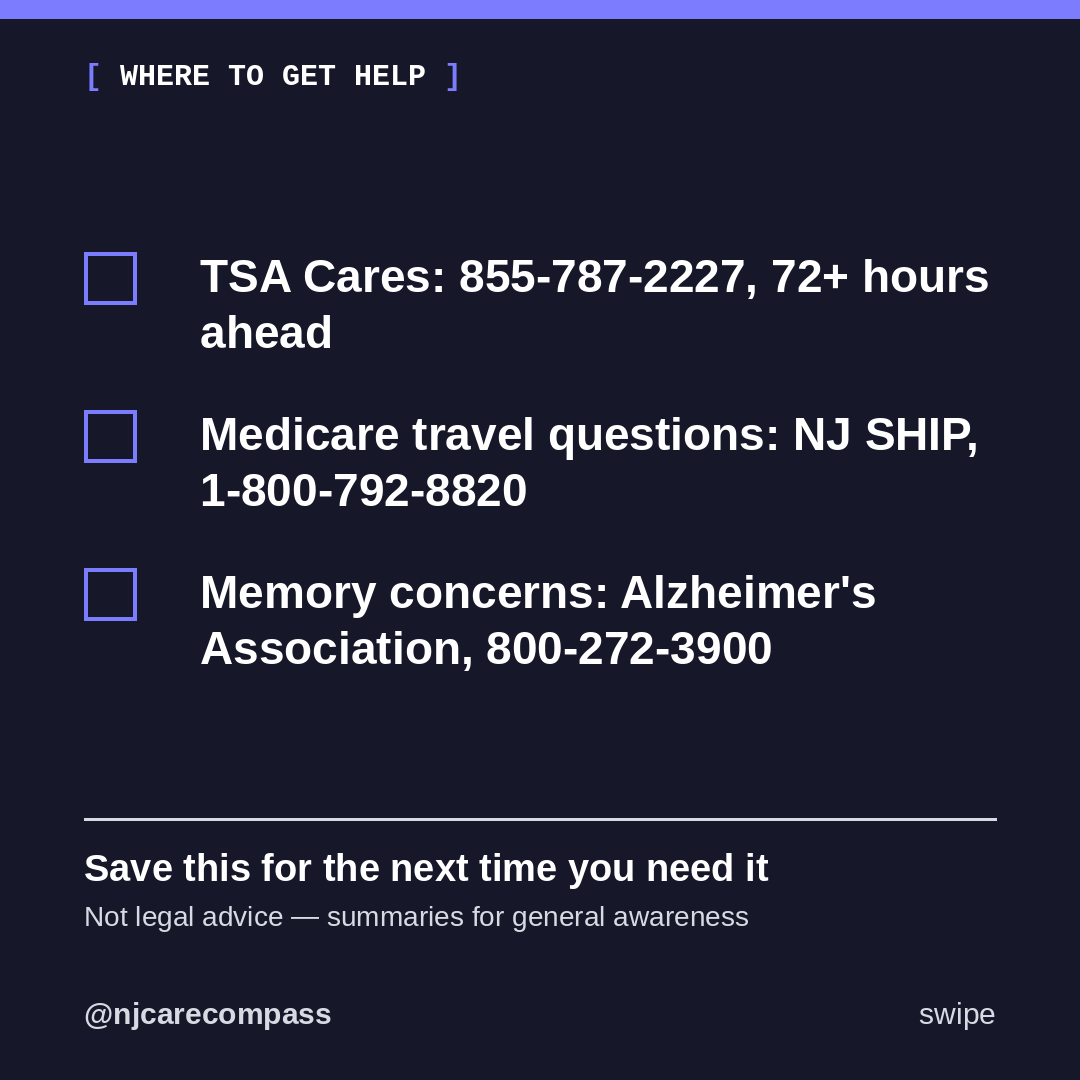 [ WHERE TO GET HELP ]
TSA Cares: 855-787-2227, 72+ hours
ahead
Medicare travel questions: NJ SHIP,
1-800-792-8820
Memory concerns: Alzheimer's
Association, 800-272-3900
Save this for the next time you need it
Not legal advice — summaries for general awareness
@njcarecompass
swipe